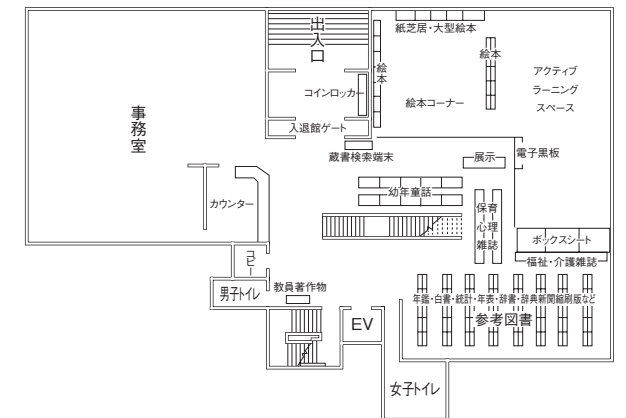 出入口
紙芝居・大型絵本
絵本
絵本
コインロッカー
絵本コーナー
アクティブ
ラーニング
スペース
事務室
入退館ゲート
蔵書検索端末
展示
電子黒板
幼年童話
カウンター
保育
心理
雑誌
ボックスシート
福祉・介護雑誌
コピー
男子トイレ
教員著作物
年鑑・白書・統計・年表・辞書・辞典新聞縮刷版など
参考図書
EV
女子トイレ